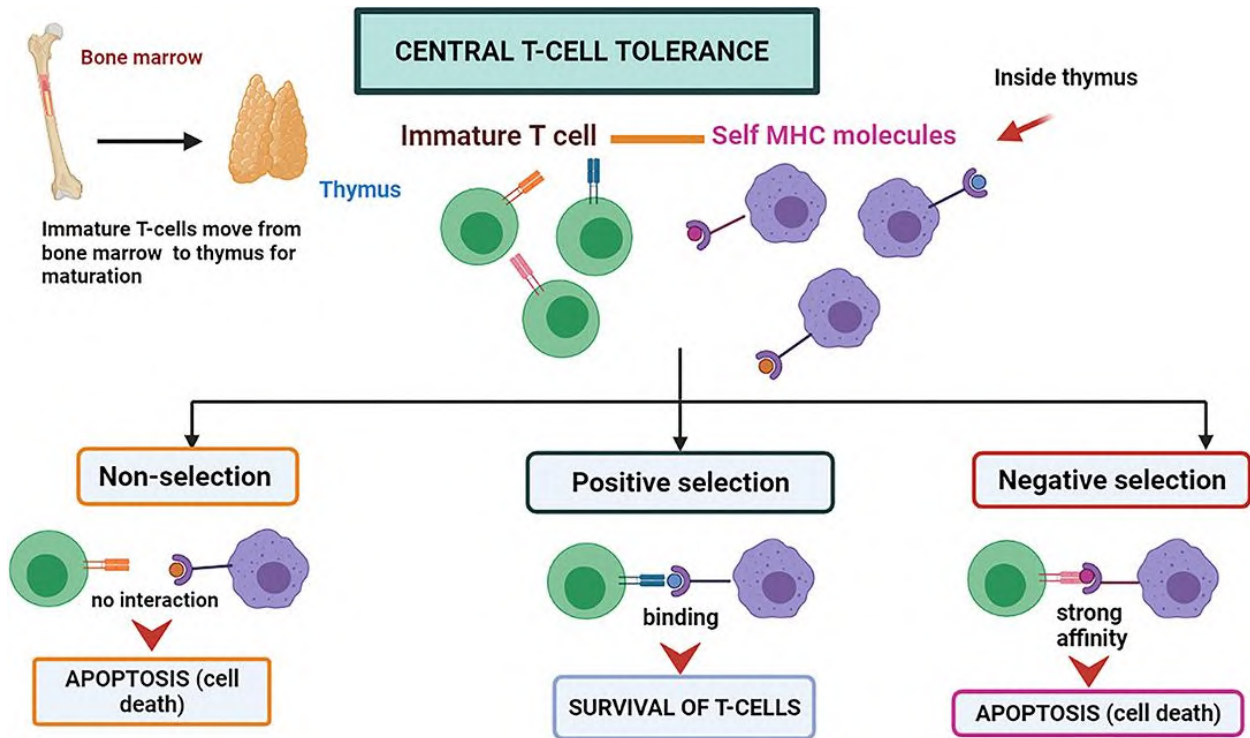 CENTRAL T-CELL TOLERANCE
Bone marrow
Thymus
Immature T-cells move from
bone marrow to thymus for
maturation
Inside thymus
Immature T cell
Self MHC molecules
Non-selection
no interaction
APOPTOSIS (cell
death)
Positive selection
binding
SURVIVAL OF T-CELLS
Negative selection
strong
affinity
APOPTOSIS (cell death)